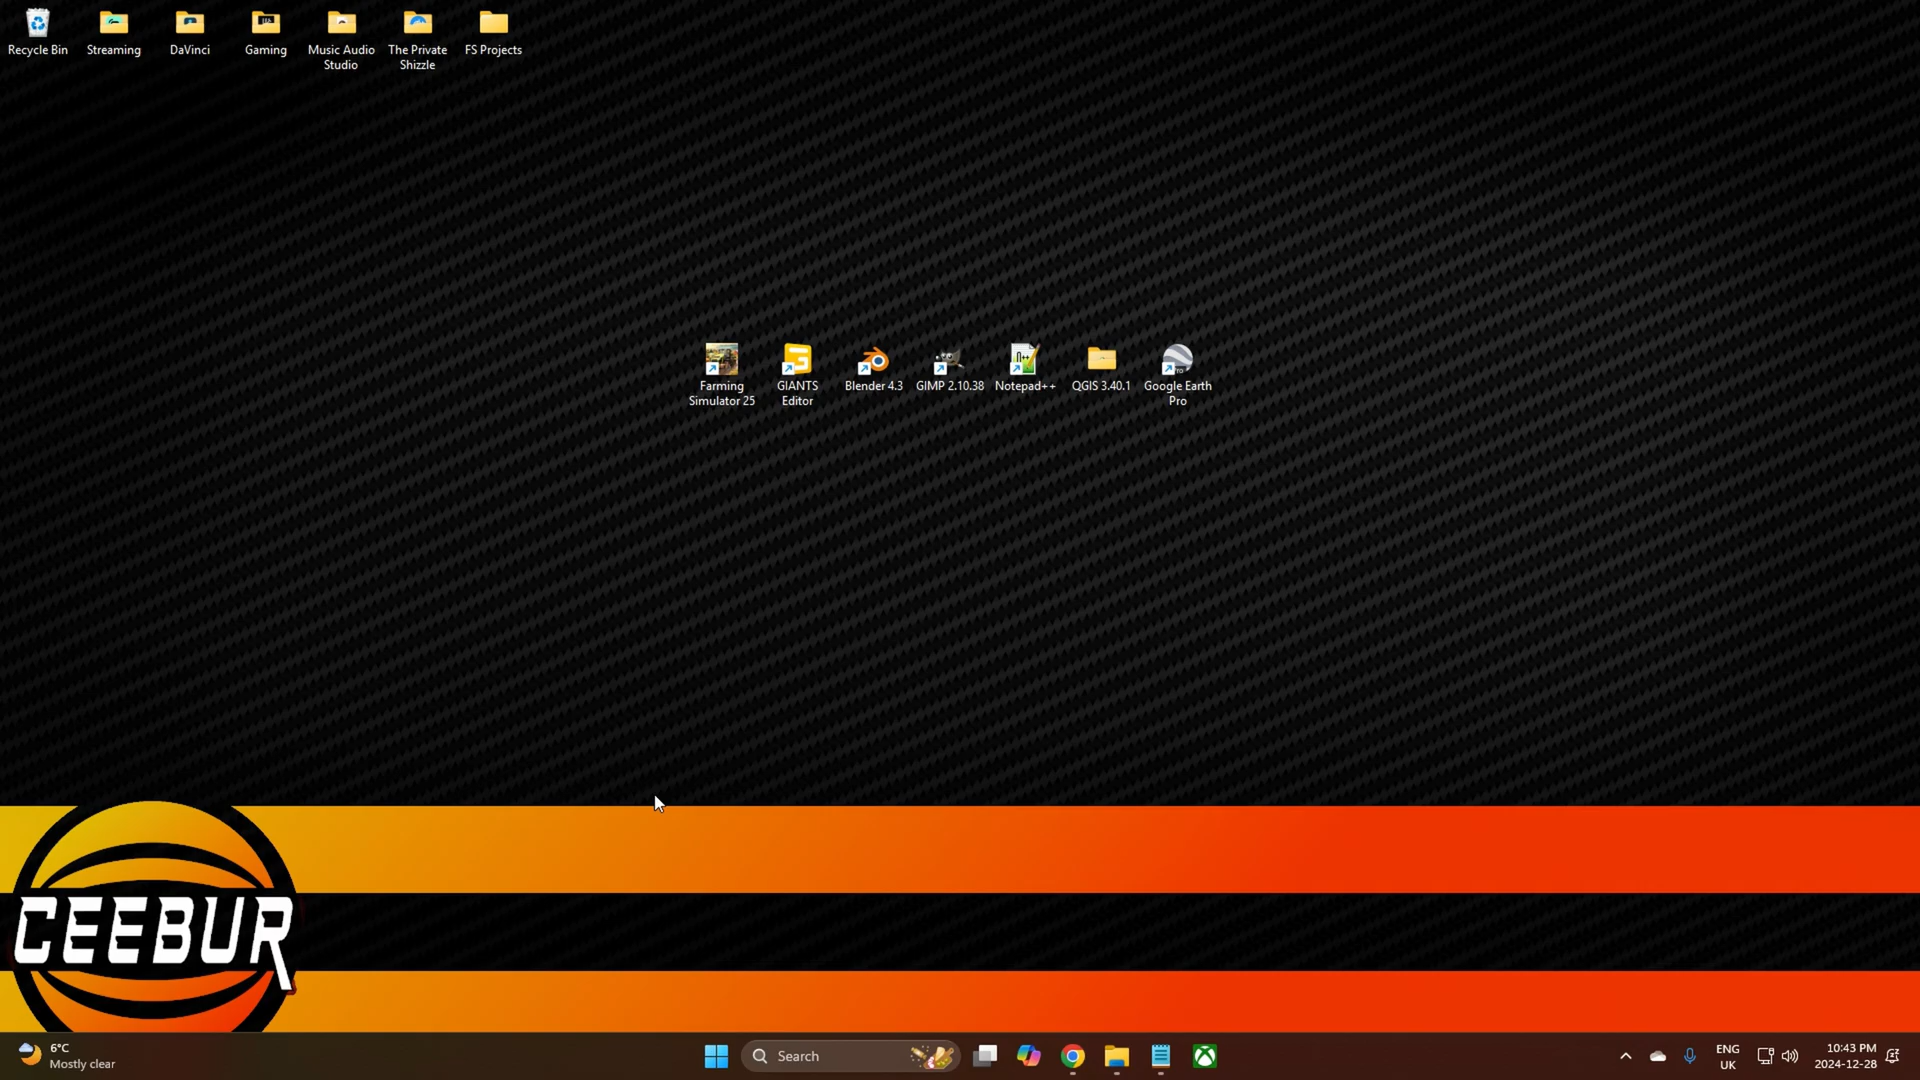 Recycle Bin
Streaming
DaVinci
Gaming
Music Audio
Studio
The Private
Shizzle
FS Projects
Farming
Simulator 25
GIANTS
Editor
Blender 4.3
GIMP 2.10.38
Notepad++
QGIS 3.40.1
Google Earth
Pro
CEEBUR
6°C
Mostly clear
Search
ENG
UK
10:43 PM
2024-12-28